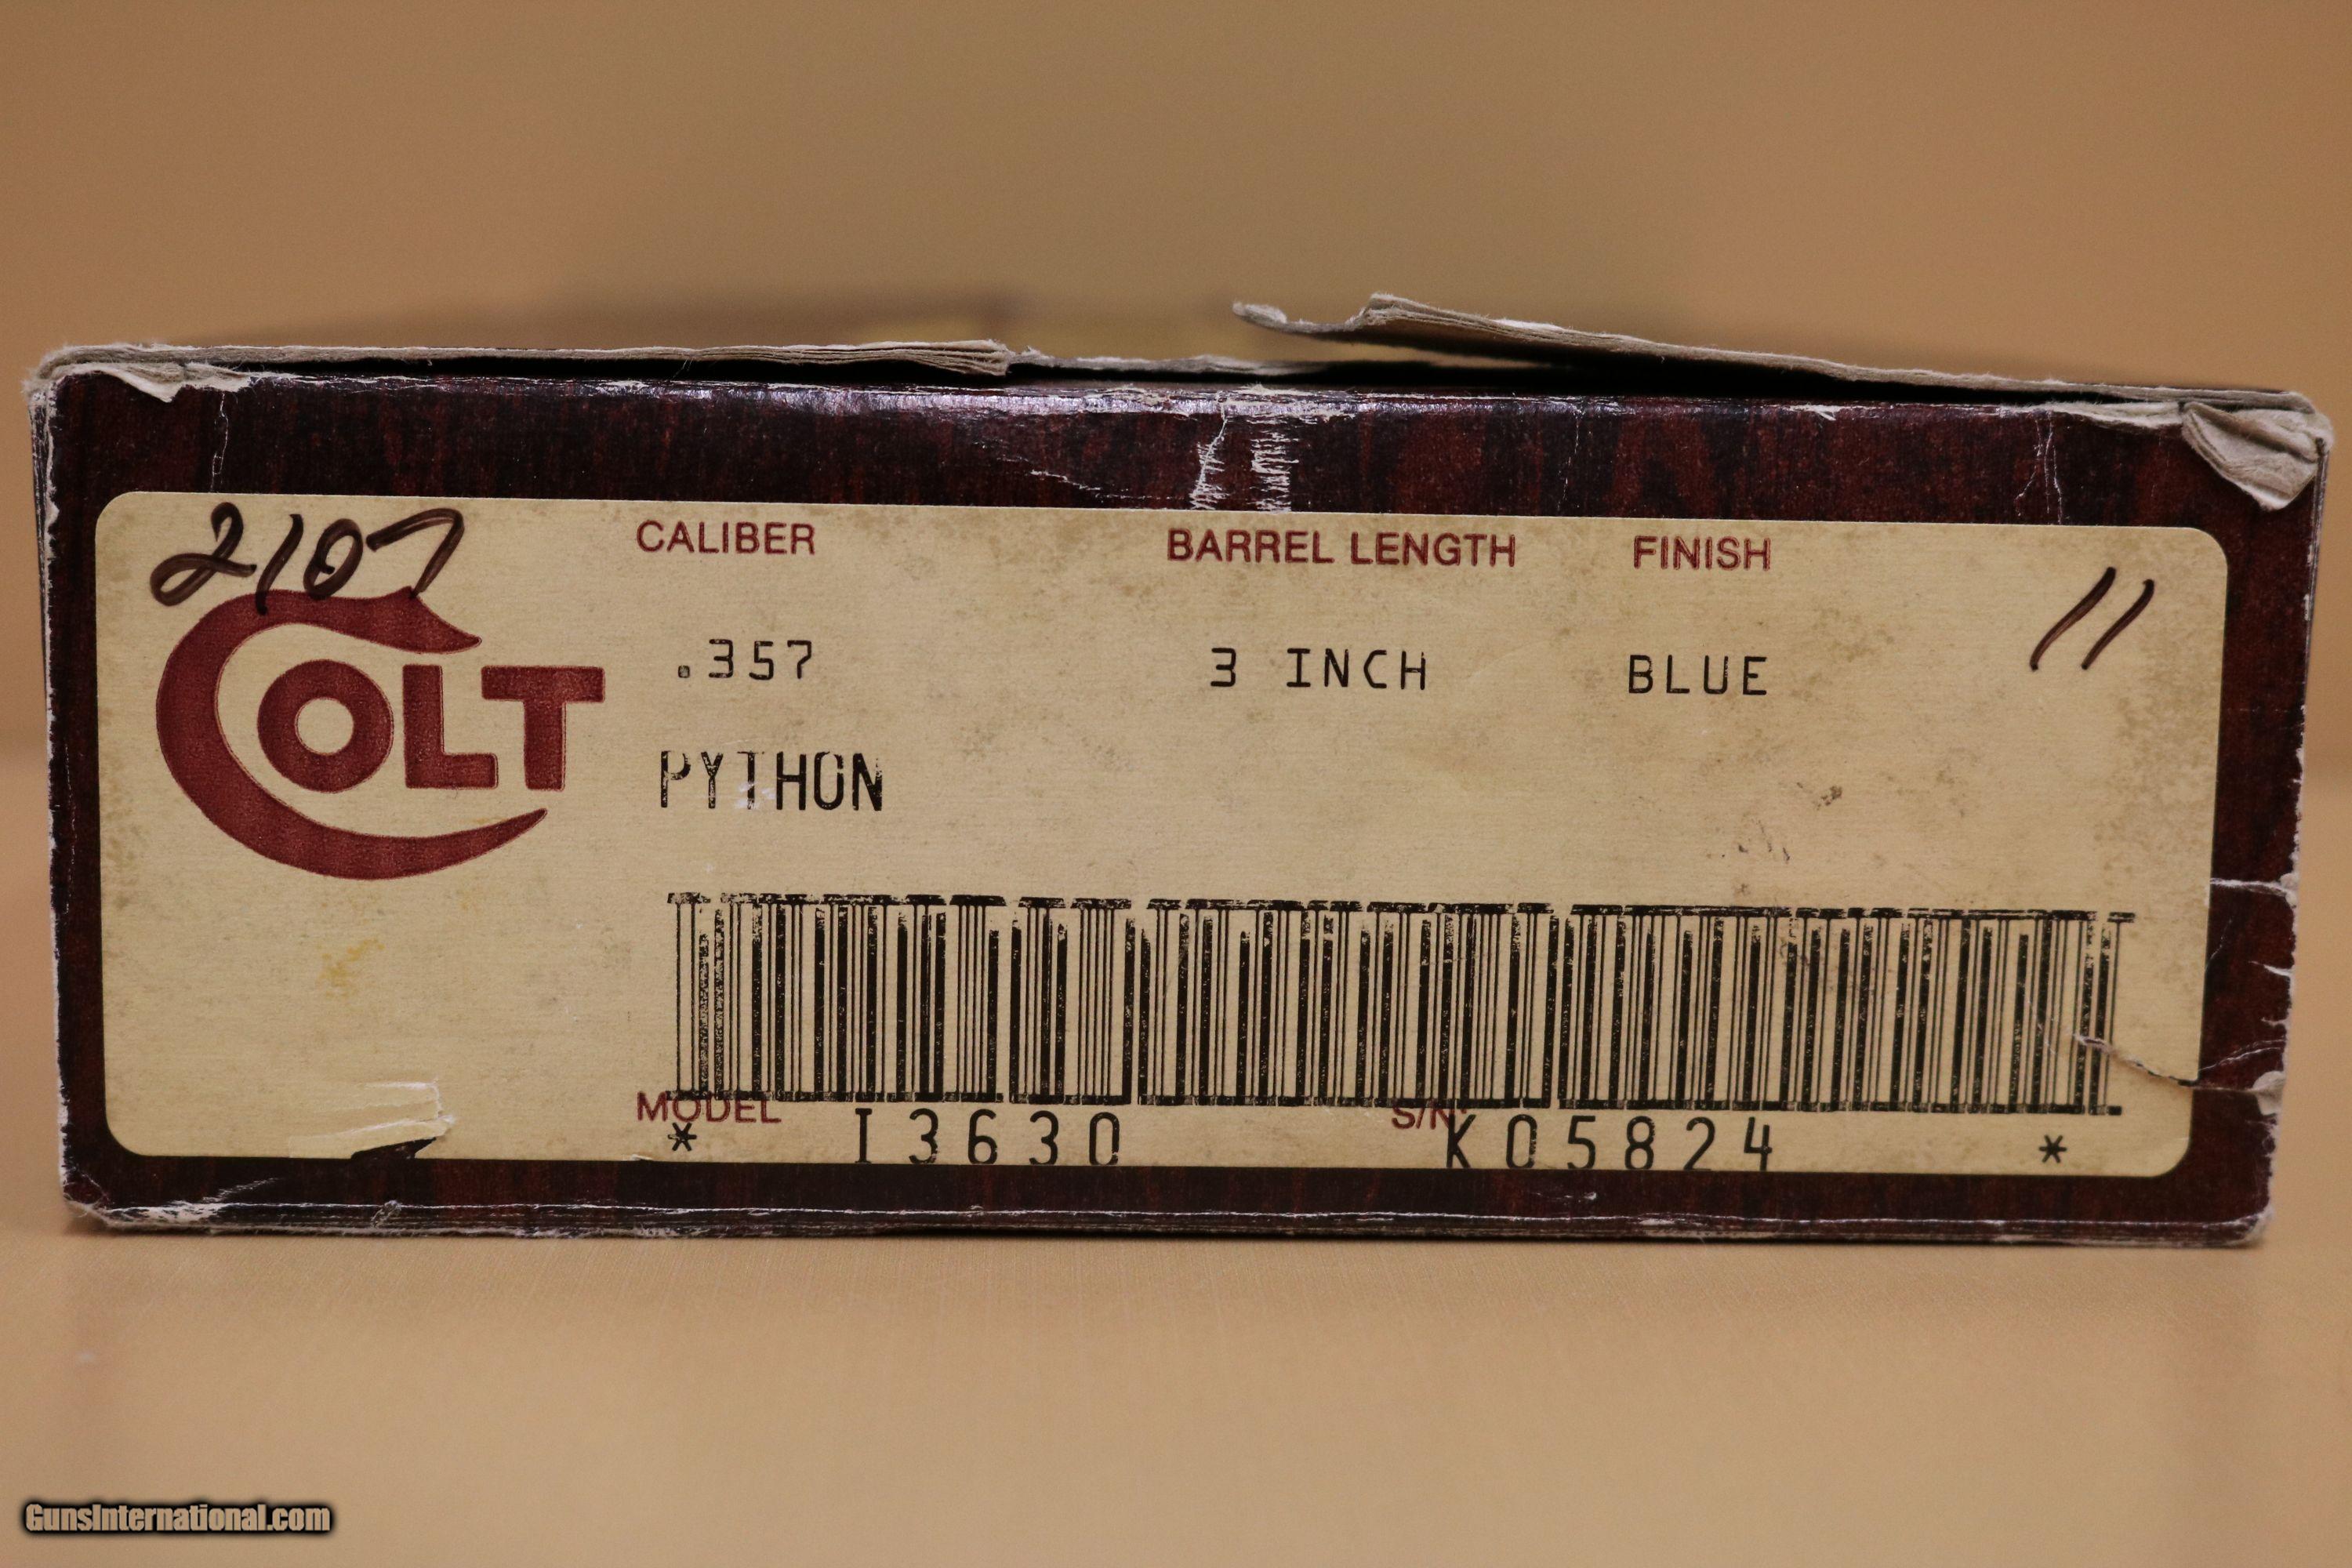 2107
CALIBER BARREL LENGTH FINISH
11
COLT
.357 3 INCH BLUE
PYTHON
MODEL S/N
* I3630 K05824 *
GunsInternational.com